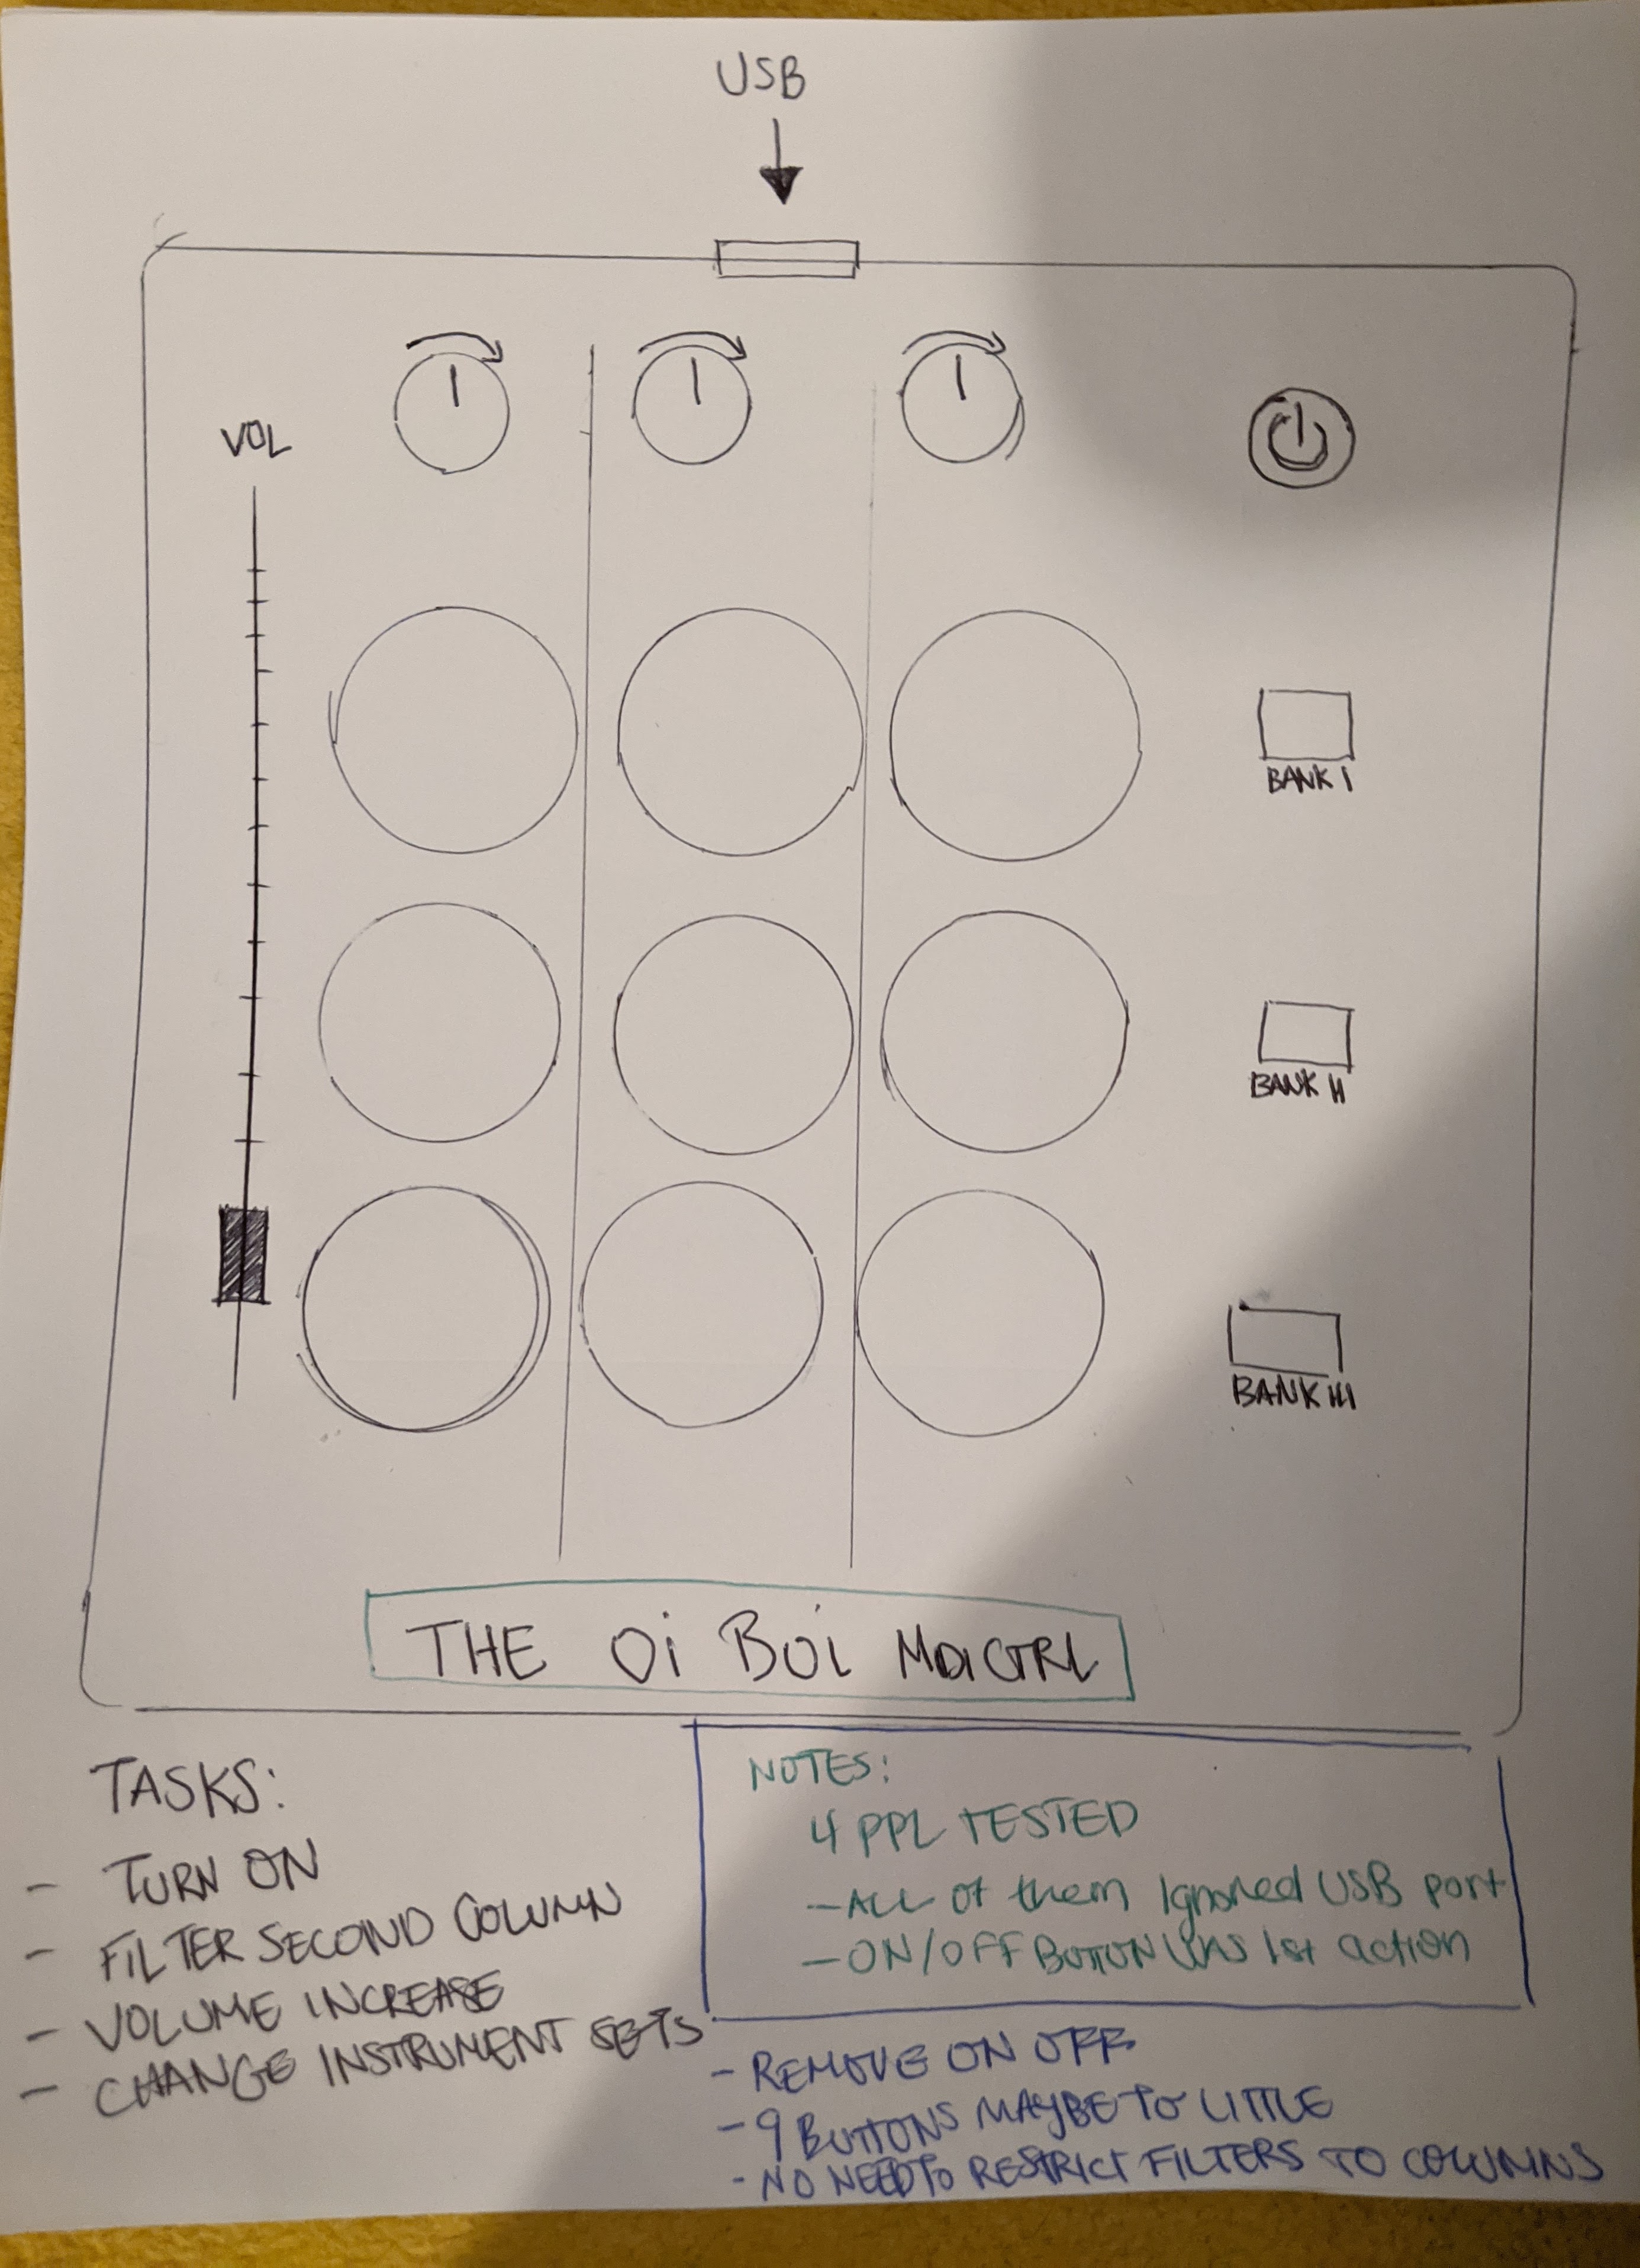 USB
VOL
BANK I
BANK II
BANK III
THE Oi BOi MIDICTRL
TASKS:
- TURN ON
- FILTER SECOND COLUMN
- VOLUME INCREASE
- CHANGE INSTRUMENT SETS
NOTES:
4 PPL TESTED
- ALL OF them Ignored USB port
- ON/OFF BUTTON WAS 1st action
- REMOVE ON OFF
- 9 BUTTONS MAYBE TO LITTLE
- NO NEED TO RESTRICT FILTERS TO COLUMNS